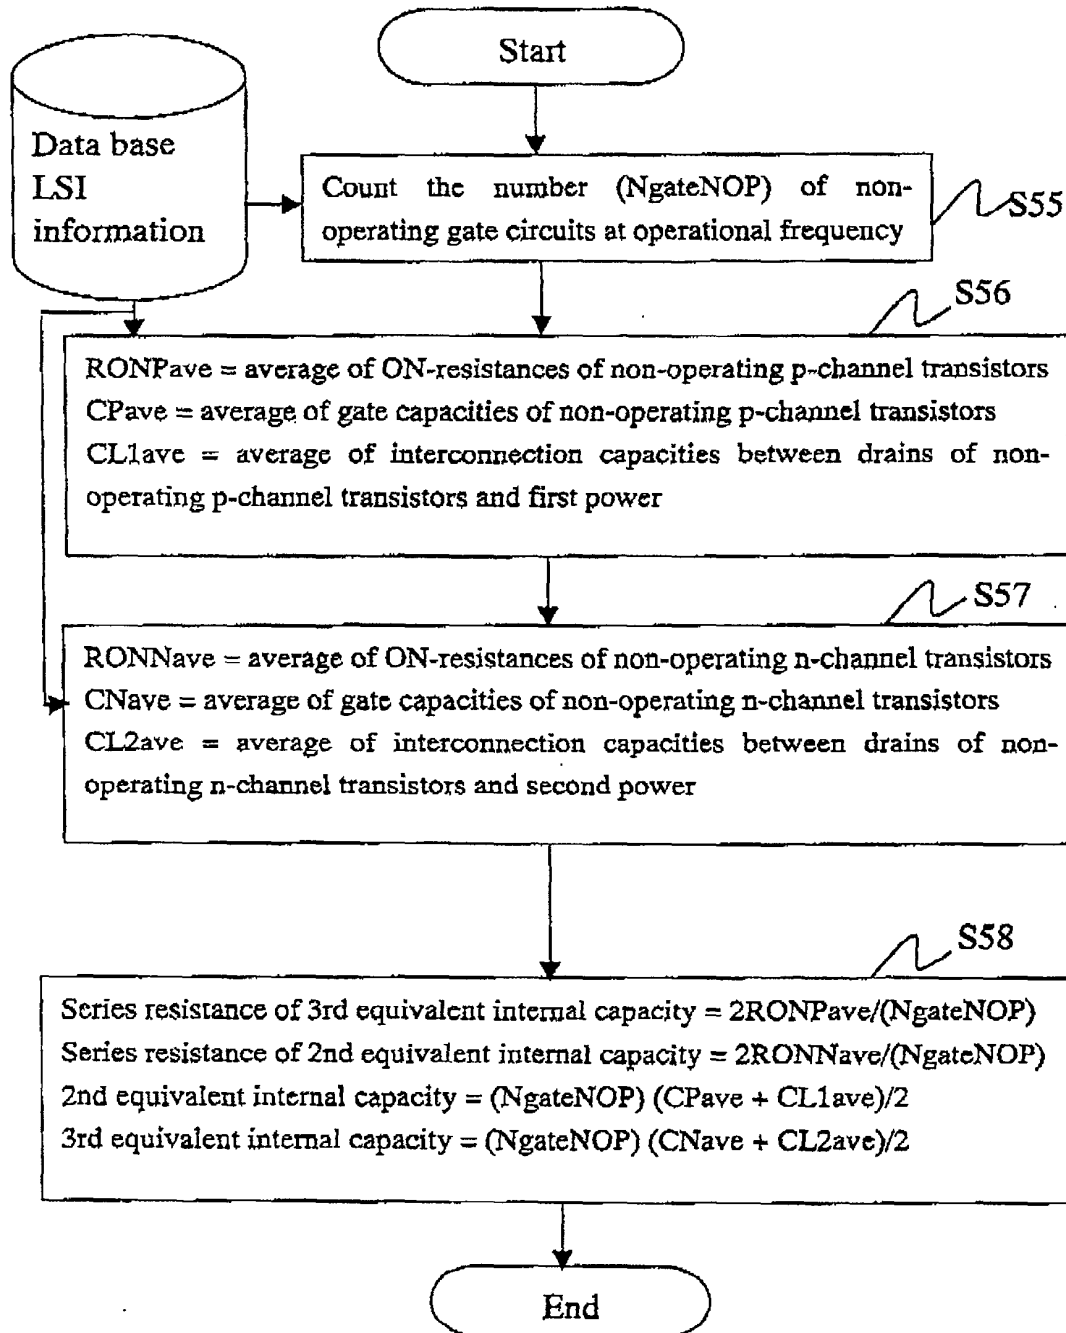 Start
Data base
LSI
information
Count the number (NgateNOP) of non-
operating gate circuits at operational frequency
S55
S56
RONPave = average of ON-resistances of non-operating p-channel transistors
CPave = average of gate capacities of non-operating p-channel transistors
CL1ave = average of interconnection capacities between drains of non-
operating p-channel transistors and first power
S57
RONNave = average of ON-resistances of non-operating n-channel transistors
CNave = average of gate capacities of non-operating n-channel transistors
CL2ave = average of interconnection capacities between drains of non-
operating n-channel transistors and second power
S58
Series resistance of 3rd equivalent internal capacity = 2RONPave/(NgateNOP)
Series resistance of 2nd equivalent internal capacity = 2RONNave/(NgateNOP)
2nd equivalent internal capacity = (NgateNOP) (CPave + CL1ave)/2
3rd equivalent internal capacity = (NgateNOP) (CNave + CL2ave)/2
End